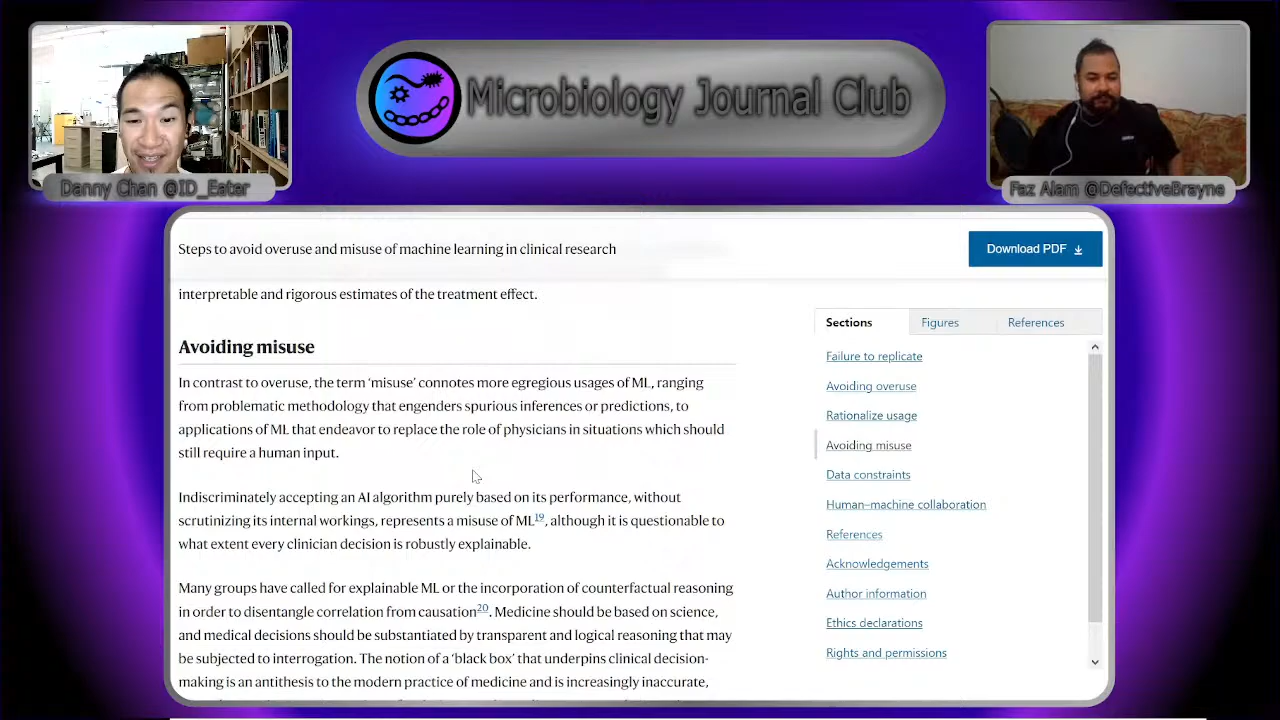 Microbiology Journal Club
Danny Chan @ID_Eater
Faz Alam @DefectiveBrayne
Steps to avoid overuse and misuse of machine learning in clinical research
Download PDF
interpretable and rigorous estimates of the treatment effect.
Avoiding misuse
In contrast to overuse, the term ‘misuse’ connotes more egregious usages of ML, ranging
from problematic methodology that engenders spurious inferences or predictions, to
applications of ML that endeavor to replace the role of physicians in situations which should
still require a human input.
Indiscriminately accepting an AI algorithm purely based on its performance, without
scrutinizing its internal workings, represents a misuse of ML19, although it is questionable to
what extent every clinician decision is robustly explainable.
Many groups have called for explainable ML or the incorporation of counterfactual reasoning
in order to disentangle correlation from causation20. Medicine should be based on science,
and medical decisions should be substantiated by transparent and logical reasoning that may
be subjected to interrogation. The notion of a ‘black box’ that underpins clinical decision-
making is an antithesis to the modern practice of medicine and is increasingly inaccurate,
Sections
Figures
References
Failure to replicate
Avoiding overuse
Rationalize usage
Avoiding misuse
Data constraints
Human–machine collaboration
References
Acknowledgements
Author information
Ethics declarations
Rights and permissions